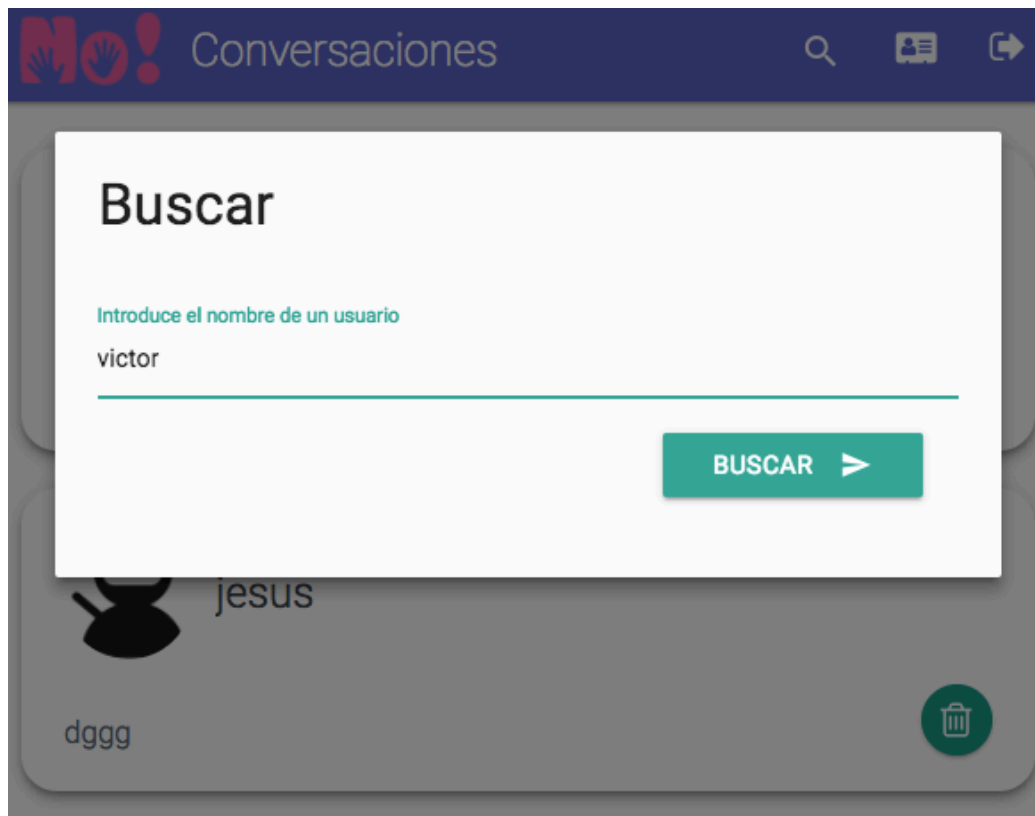 No! Conversaciones
Buscar
Introduce el nombre de un usuario
victor
BUSCAR
jesus
dggg